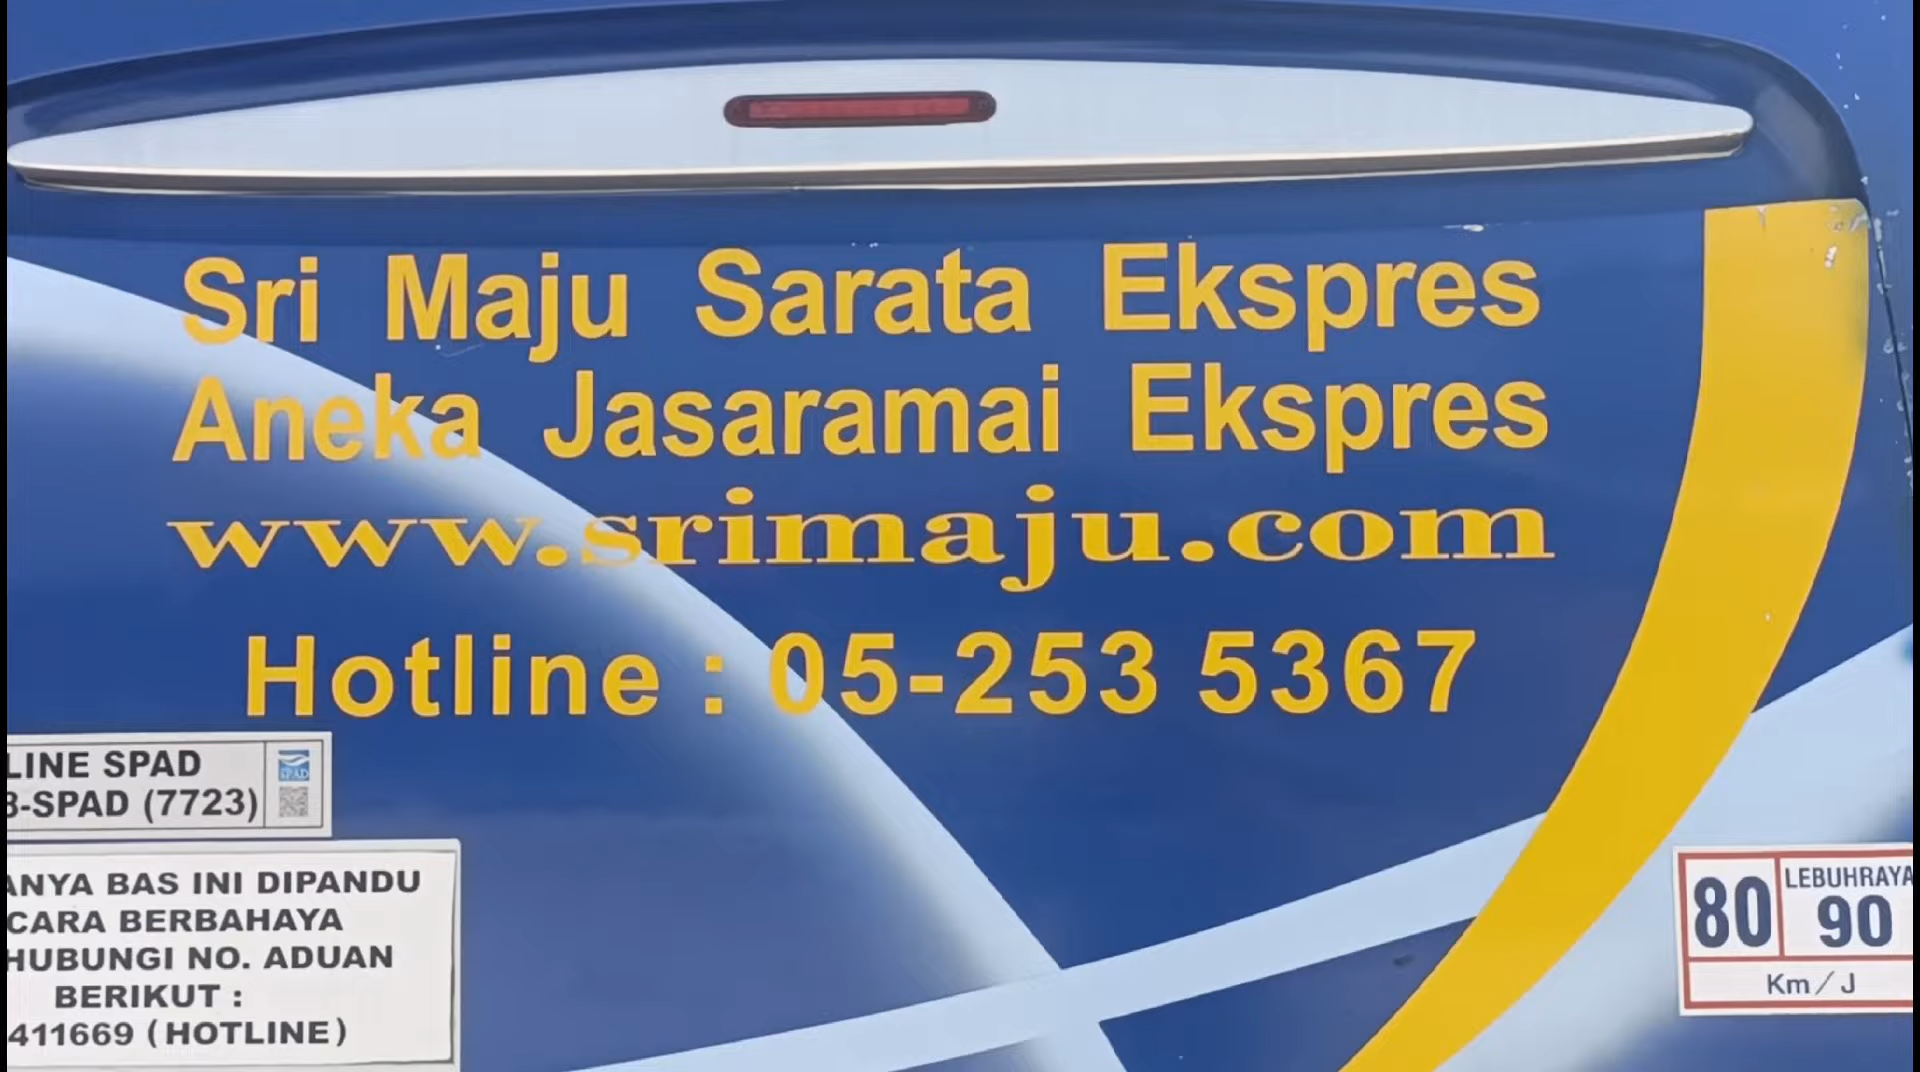 Sri Maju Sarata Ekspres
Aneka Jasaramai Ekspres
www.srimaju.com
Hotline : 05-253 5367
LINE SPAD
SPAD
-SPAD (7723)
BAS INI DIPANDU
CARA BERBAHAYA
HUBUNGI NO. ADUAN
BERIKUT :
411669 (HOTLINE)
80
LEBUHRAYA
90
Km/J